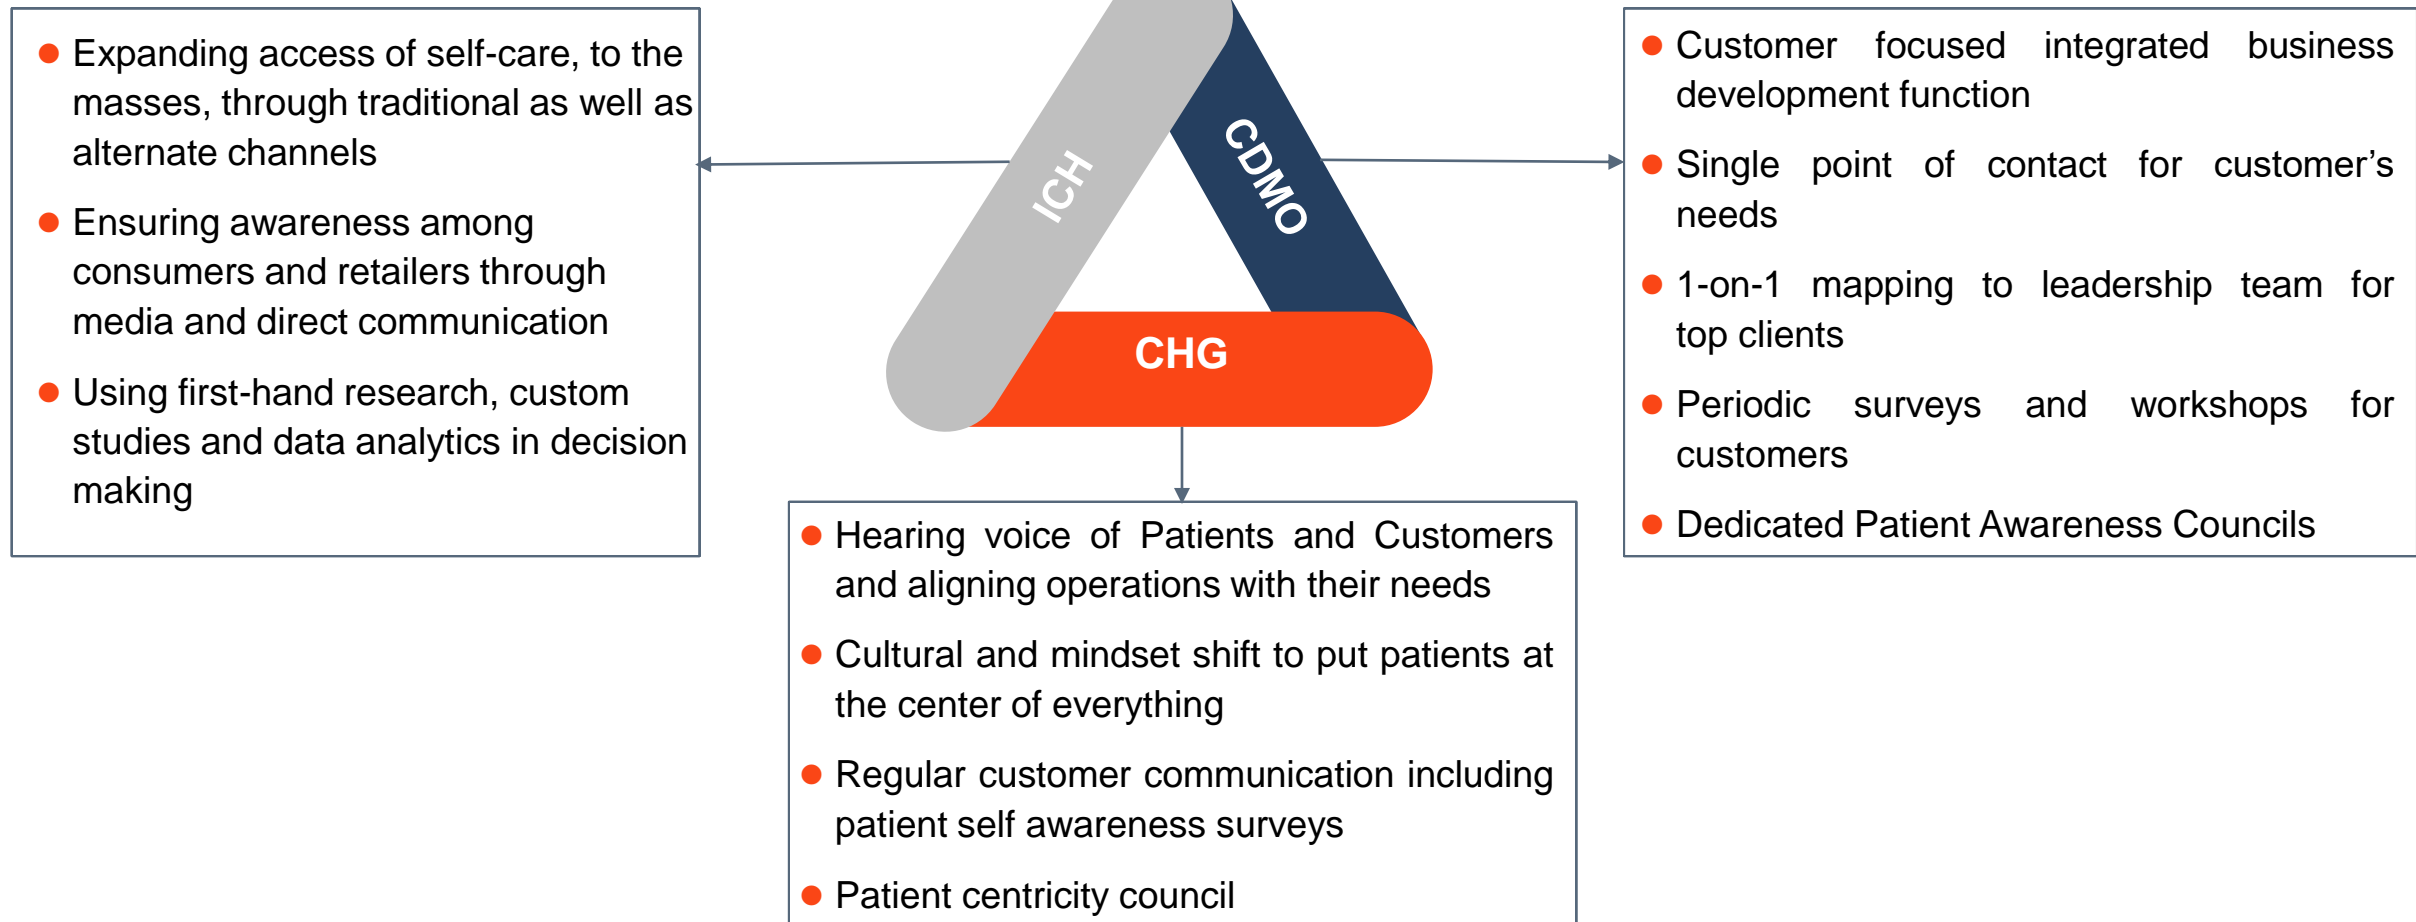 Expanding access of self-care, to the
masses, through traditional as well as
alternate channels
Ensuring awareness among
consumers and retailers through
media and direct communication
Using first-hand research, custom
studies and data analytics in decision
making
ICH
CDMO
CHG
Customer focused integrated business
development function
Single point of contact for customer’s
needs
1-on-1 mapping to leadership team for
top clients
Periodic surveys and workshops for
customers
Dedicated Patient Awareness Councils
Hearing voice of Patients and Customers
and aligning operations with their needs
Cultural and mindset shift to put patients at
the center of everything
Regular customer communication including
patient self awareness surveys
Patient centricity council